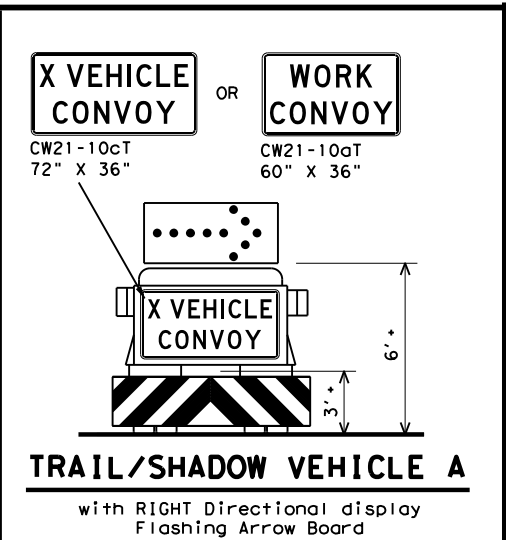 X VEHICLE
CONVOY
OR
WORK
CONVOY
CW21-10cT
72" X 36"
CW21-10aT
60" X 36"
X VEHICLE
CONVOY
6'+
3'+
TRAIL/SHADOW VEHICLE A
with RIGHT Directional display
Flashing Arrow Board